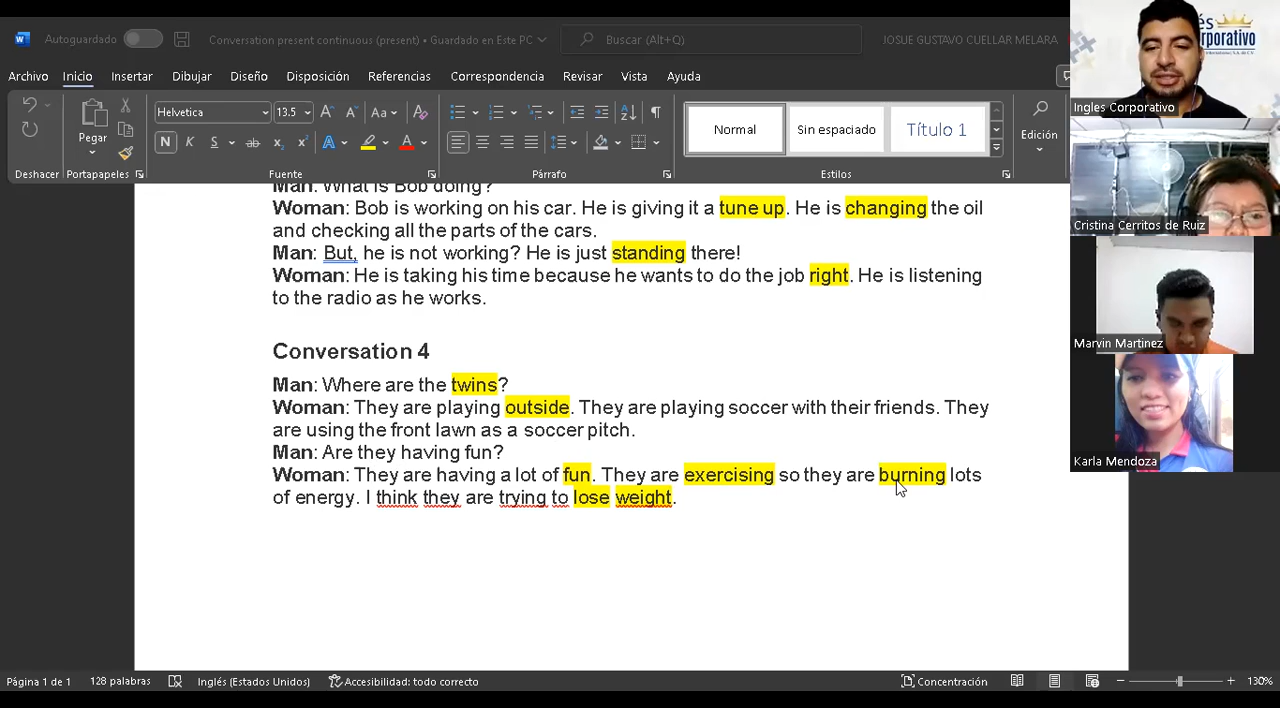 Autoguardado
Conversation present continuous (present) • Guardado en Este PC
Buscar (Alt+Q)
JOSUE GUSTAVO CUELLAR MELARA
Archivo Inicio Insertar Dibujar Diseño Disposición Referencias Correspondencia Revisar Vista Ayuda
Pegar
Helvetica 13.5
Aa
N K S ab x₂ x² A A
Normal
Sin espaciado
Título 1
Edición
Deshacer Portapapeles Fuente Párrafo Estilos
Man: What is Bob doing?
Woman: Bob is working on his car. He is giving it a tune up. He is changing the oil
and checking all the parts of the cars.
Man: But, he is not working? He is just standing there!
Woman: He is taking his time because he wants to do the job right. He is listening
to the radio as he works.
Conversation 4
Man: Where are the twins?
Woman: They are playing outside. They are playing soccer with their friends. They
are using the front lawn as a soccer pitch.
Man: Are they having fun?
Woman: They are having a lot of fun. They are exercising so they are burning lots
of energy. I think they are trying to lose weight.
Página 1 de 1 128 palabras Inglés (Estados Unidos) Accesibilidad: todo correcto Concentración 130%
Ingles Corporativo
Cristina Cerritos de Ruiz
Marvin Martinez
Karla Mendoza